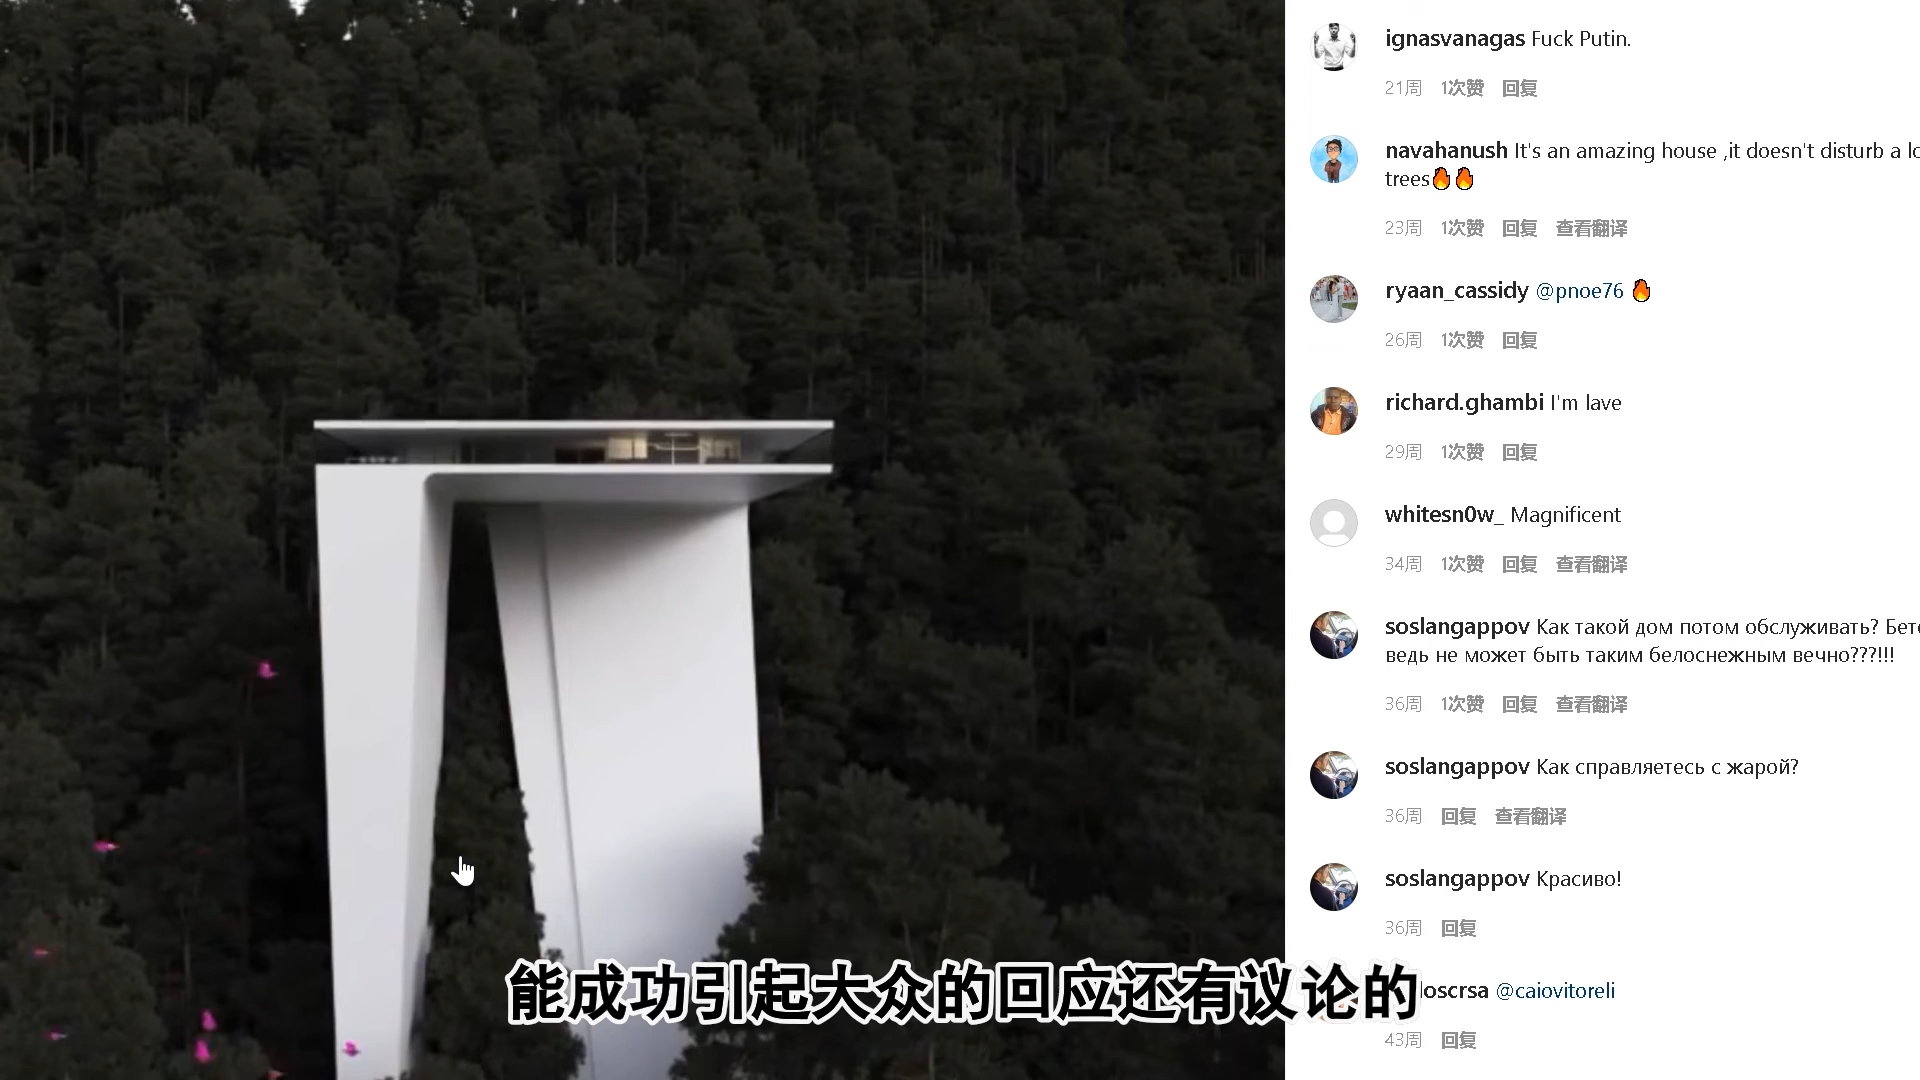 ignasvanagas Fuck Putin.
21周 1次赞 回复
navahanush It's an amazing house ,it doesn't disturb a
trees🔥🔥
23周 1次赞 回复 查看翻译
ryaan_cassidy @pnoe76 🔥
26周 1次赞 回复
richard.ghambi I'm lave
29周 1次赞 回复
whitesn0w_ Magnificent
34周 1次赞 回复 查看翻译
soslangappov Как такой дом потом обслуживать?
ведь не может быть таким белоснежным вечно???!!!
36周 1次赞 回复 查看翻译
soslangappov Как справляетесь с жарой?
36周 回复 查看翻译
soslangappov Красиво!
36周 回复
能成功引起大众的回应还有议论的
@caiovitoreli
43周 回复